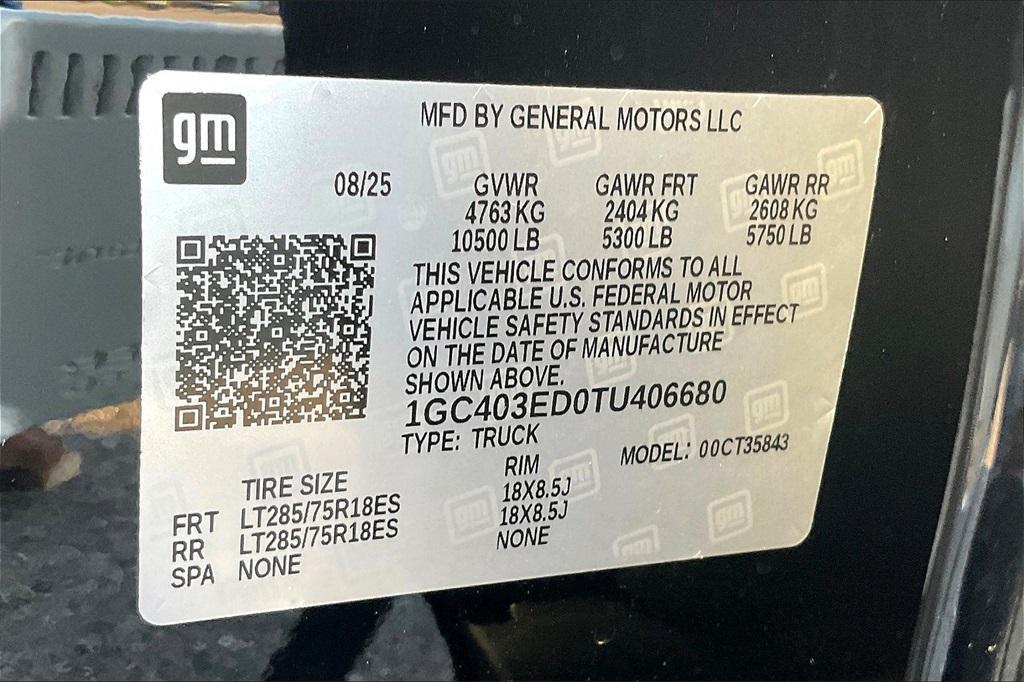 gm
MFD BY GENERAL MOTORS LLC
08/25 GVWR GAWR FRT GAWR RR
4763 KG 2404 KG 2608 KG
10500 LB 5300 LB 5750 LB
THIS VEHICLE CONFORMS TO ALL
APPLICABLE U.S. FEDERAL MOTOR
VEHICLE SAFETY STANDARDS IN EFFECT
ON THE DATE OF MANUFACTURE
SHOWN ABOVE.
1GC403ED0TU406680
TYPE: TRUCK MODEL: 00CT35843
TIRE SIZE RIM
FRT LT285/75R18ES 18X8.5J
RR LT285/75R18ES 18X8.5J
SPA NONE NONE